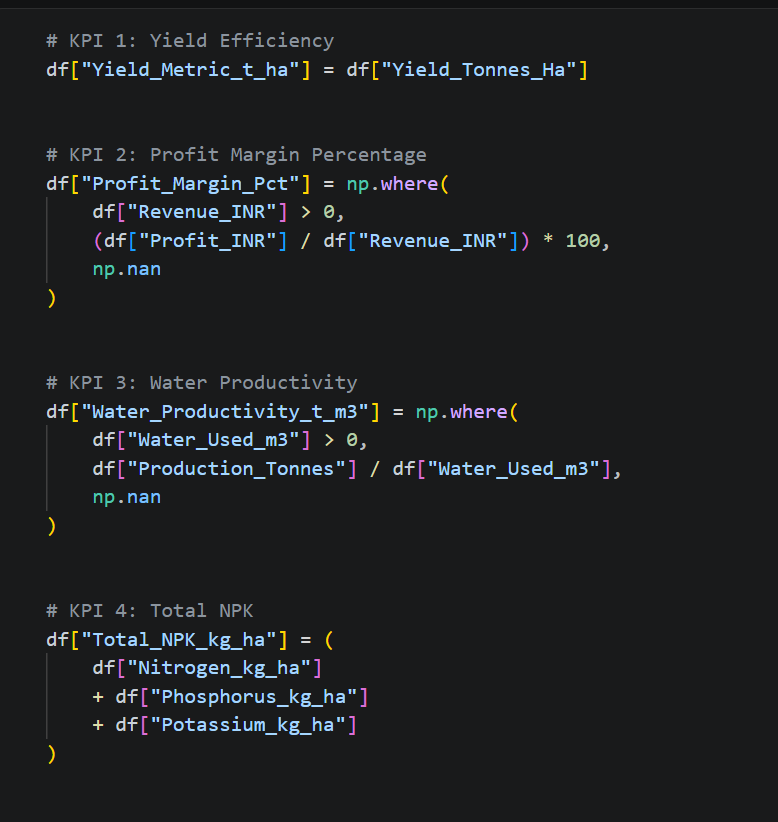 # KPI 1: Yield Efficiency
df["Yield_Metric_t_ha"] = df["Yield_Tonnes_Ha"]
# KPI 2: Profit Margin Percentage
df["Profit_Margin_Pct"] = np.where(
    df["Revenue_INR"] > 0,
    (df["Profit_INR"] / df["Revenue_INR"]) * 100,
    np.nan
)
# KPI 3: Water Productivity
df["Water_Productivity_t_m3"] = np.where(
    df["Water_Used_m3"] > 0,
    df["Production_Tonnes"] / df["Water_Used_m3"],
    np.nan
)
# KPI 4: Total NPK
df["Total_NPK_kg_ha"] = (
    df["Nitrogen_kg_ha"]
    + df["Phosphorus_kg_ha"]
    + df["Potassium_kg_ha"]
)